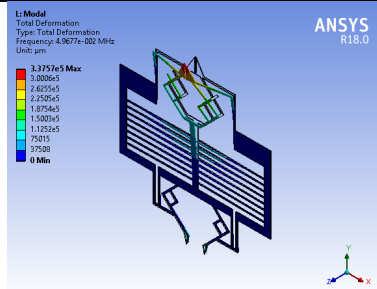 L: Modal
Total Deformation
Type: Total Deformation
Frequency: 4.9677e-002 MHz
Unit: μm
3.3757e5 Max
3.0006e5
2.6255e5
2.2505e5
1.8754e5
1.5003e5
1.1252e5
75015
37508
0 Min
ANSYS
R18.0
Y
Z
X